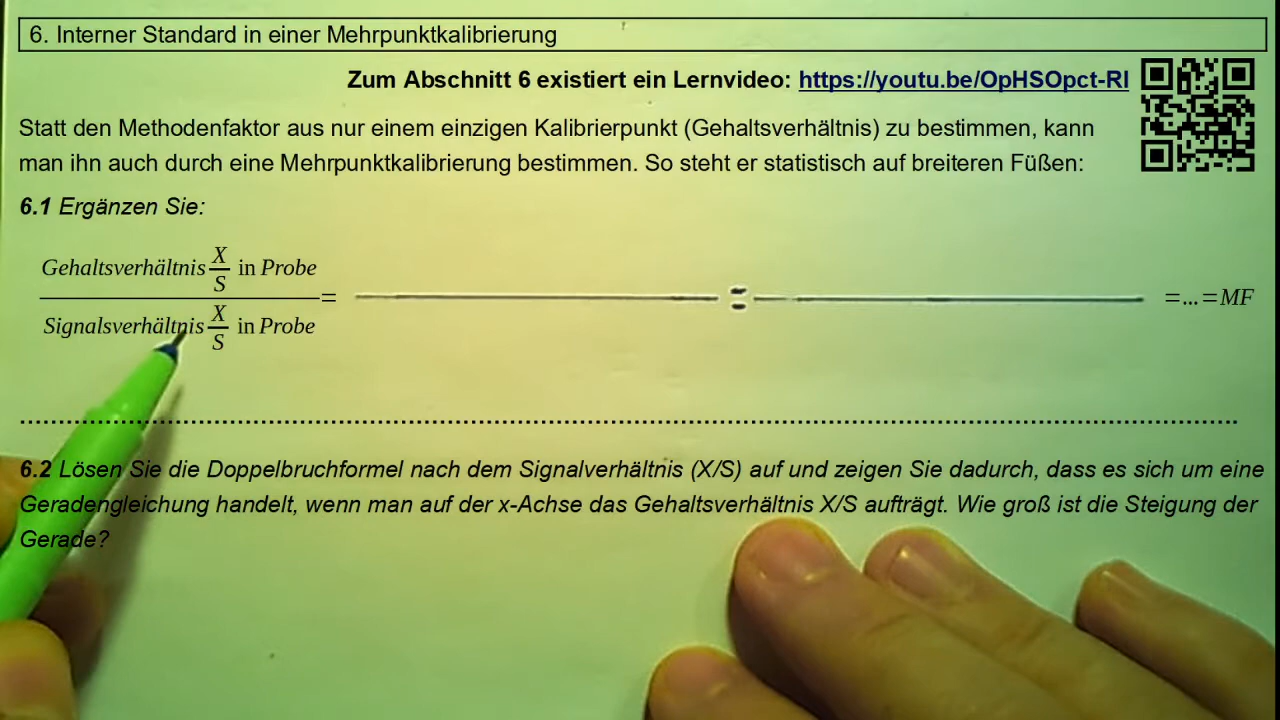 6. Interner Standard in einer Mehrpunktkalibrierung
Zum Abschnitt 6 existiert ein Lernvideo: https://youtu.be/OpHSOpct-RI
Statt den Methodenfaktor aus nur einem einzigen Kalibrierpunkt (Gehaltsverhältnis) zu bestimmen, kann
man ihn auch durch eine Mehrpunktkalibrierung bestimmen. So steht er statistisch auf breiteren Füßen:
6.1 Ergänzen Sie:
Gehaltsverhältnis X/S in Probe
= : =...=MF
Signalsverhältnis X/S in Probe
6.2 Lösen Sie die Doppelbruchformel nach dem Signalverhältnis (X/S) auf und zeigen Sie dadurch, dass es sich um eine
Geradengleichung handelt, wenn man auf der x-Achse das Gehaltsverhältnis X/S aufträgt. Wie groß ist die Steigung der
Gerade?